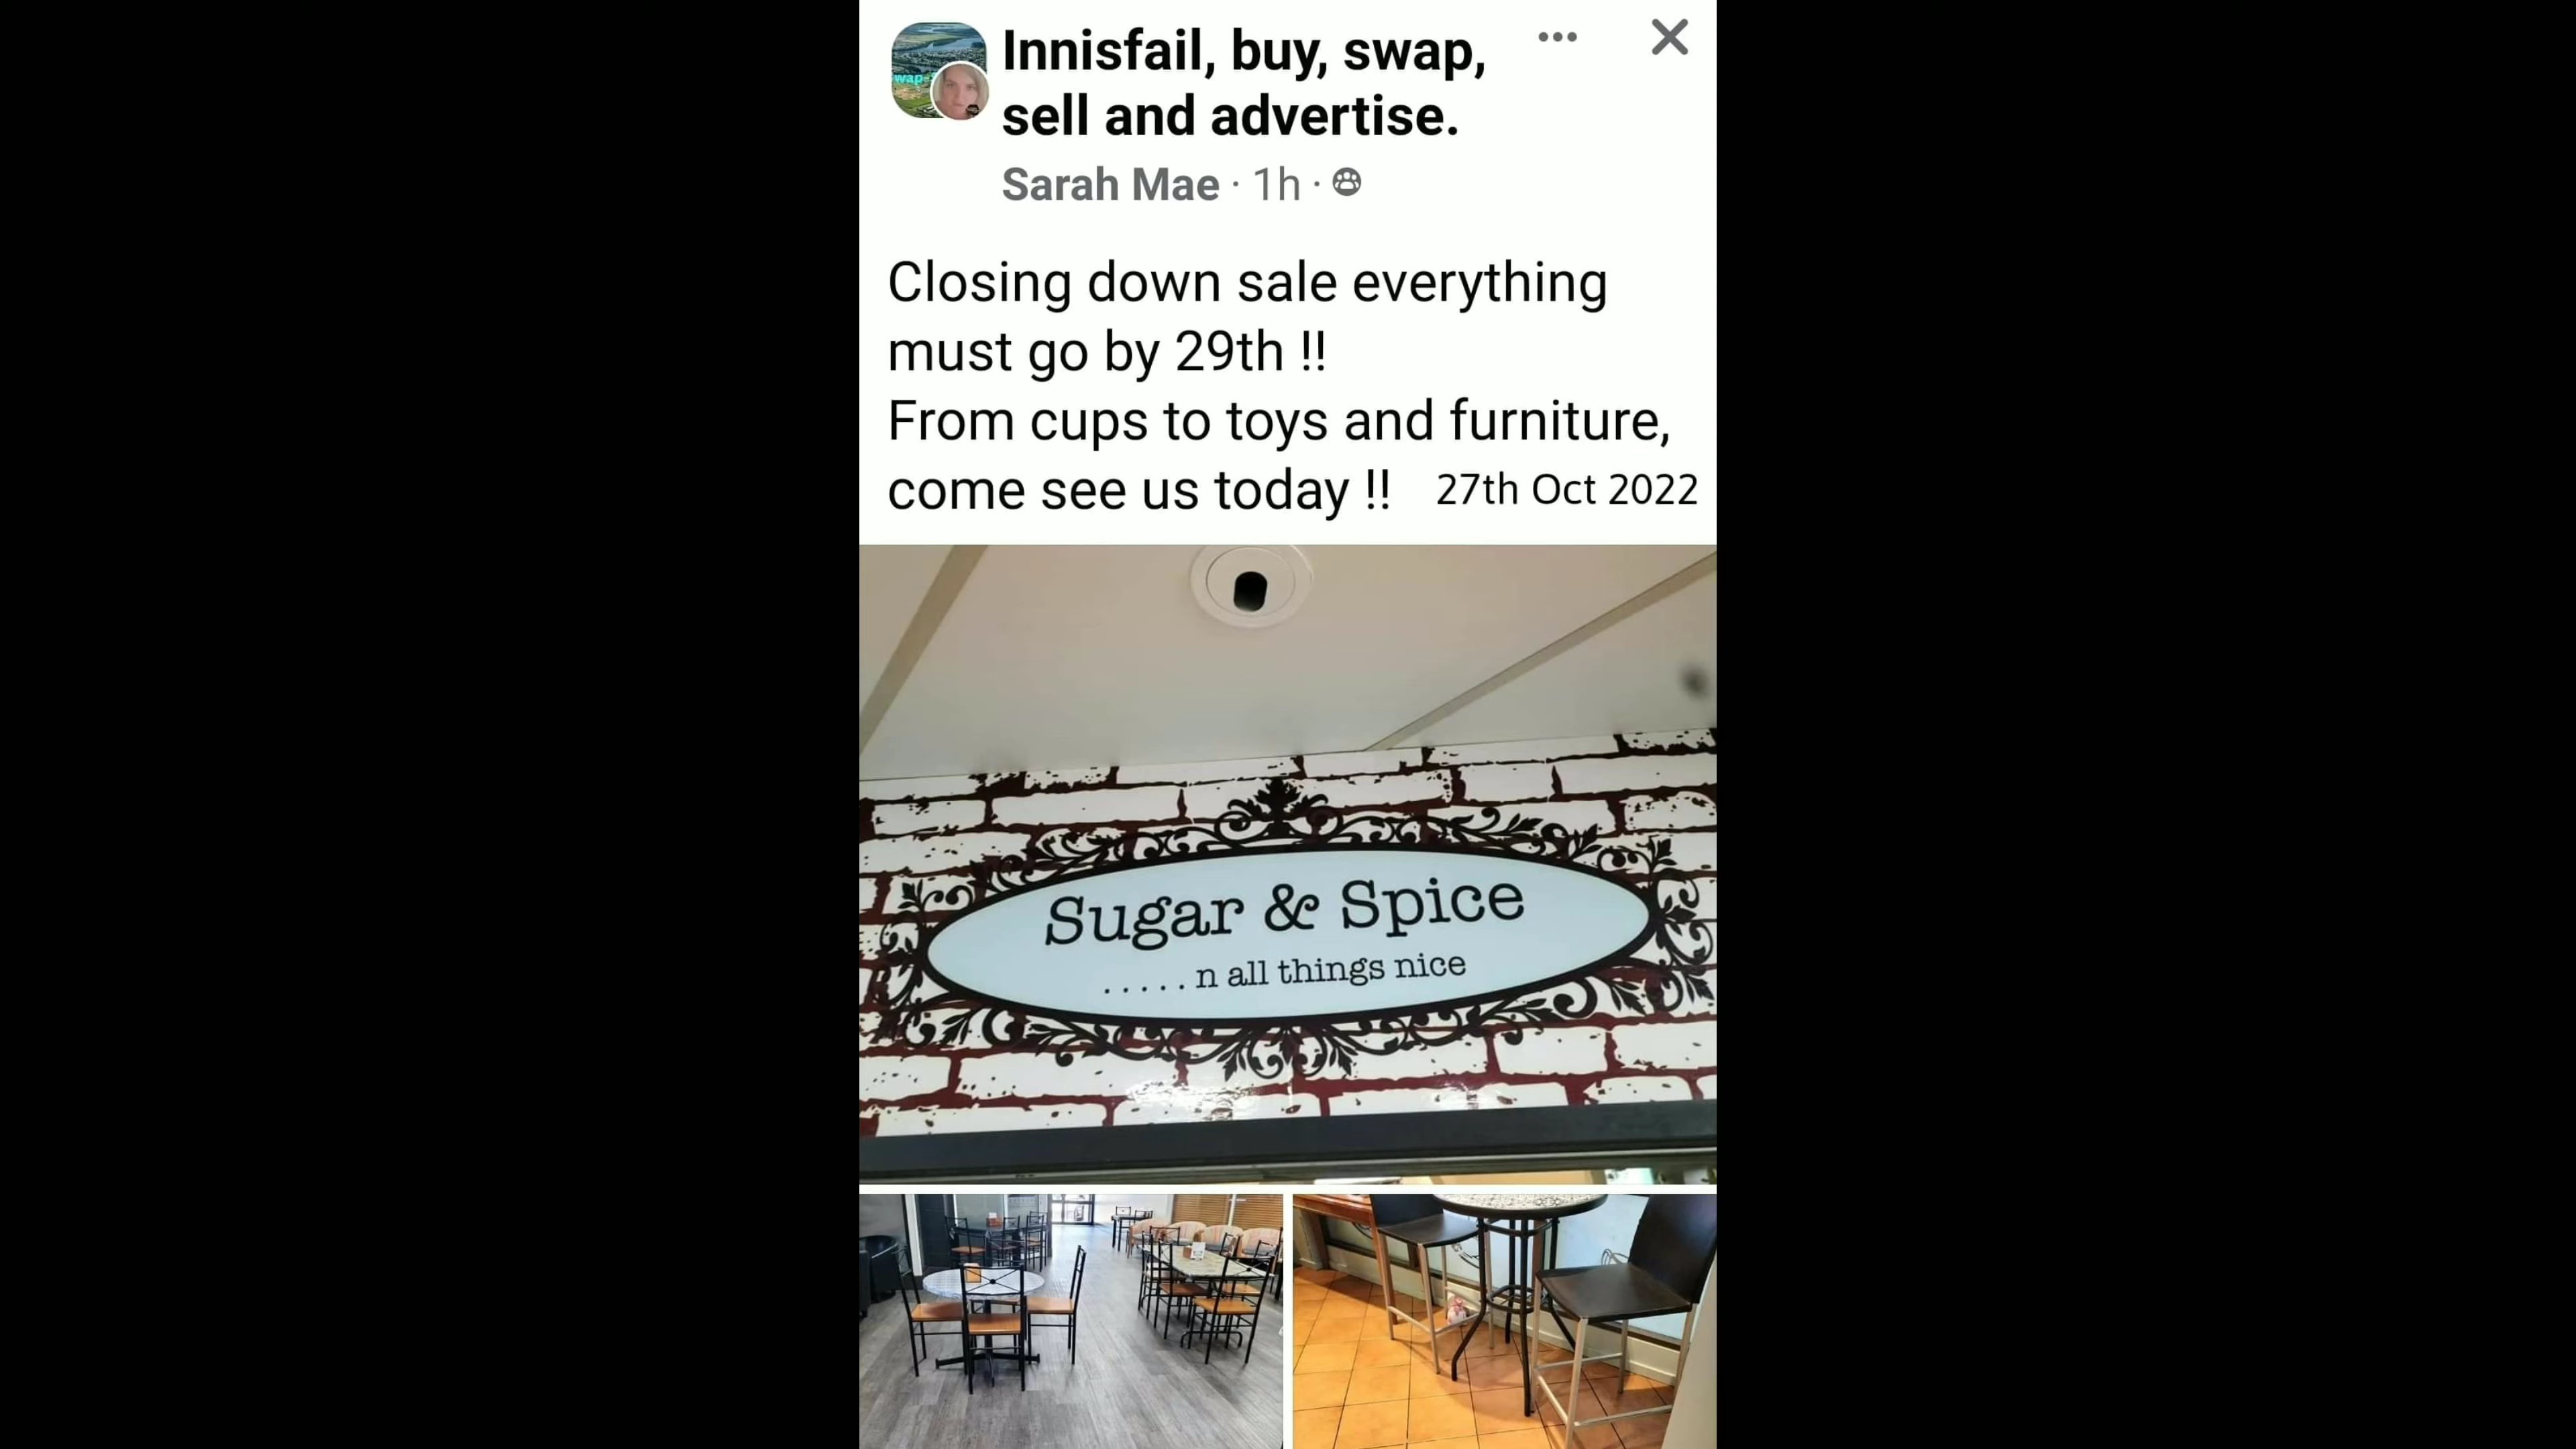 wap-
Innisfail, buy, swap,
sell and advertise.
Sarah Mae · 1h ·
Closing down sale everything
must go by 29th !!
From cups to toys and furniture,
come see us today !! 27th Oct 2022
Sugar & Spice
.....n all things nice